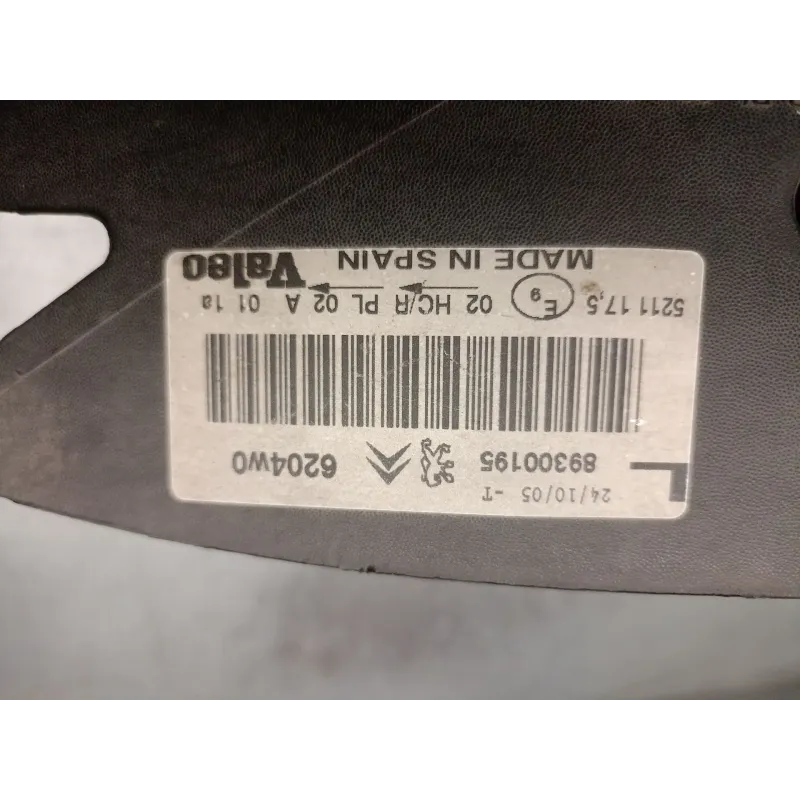 24/10/05 -T
L 89300195 6204W0
5211 17,5 E9 02 HC/R PL 02 A 01 1a
MADE IN SPAIN Valeo